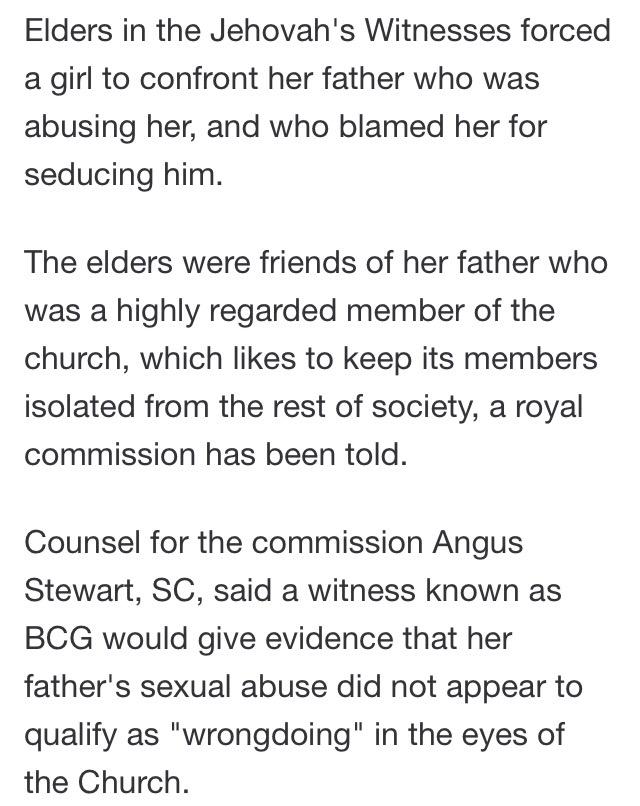 Elders in the Jehovah's Witnesses forced
a girl to confront her father who was
abusing her, and who blamed her for
seducing him.
The elders were friends of her father who
was a highly regarded member of the
church, which likes to keep its members
isolated from the rest of society, a royal
commission has been told.
Counsel for the commission Angus
Stewart, SC, said a witness known as
BCG would give evidence that her
father's sexual abuse did not appear to
qualify as "wrongdoing" in the eyes of
the Church.